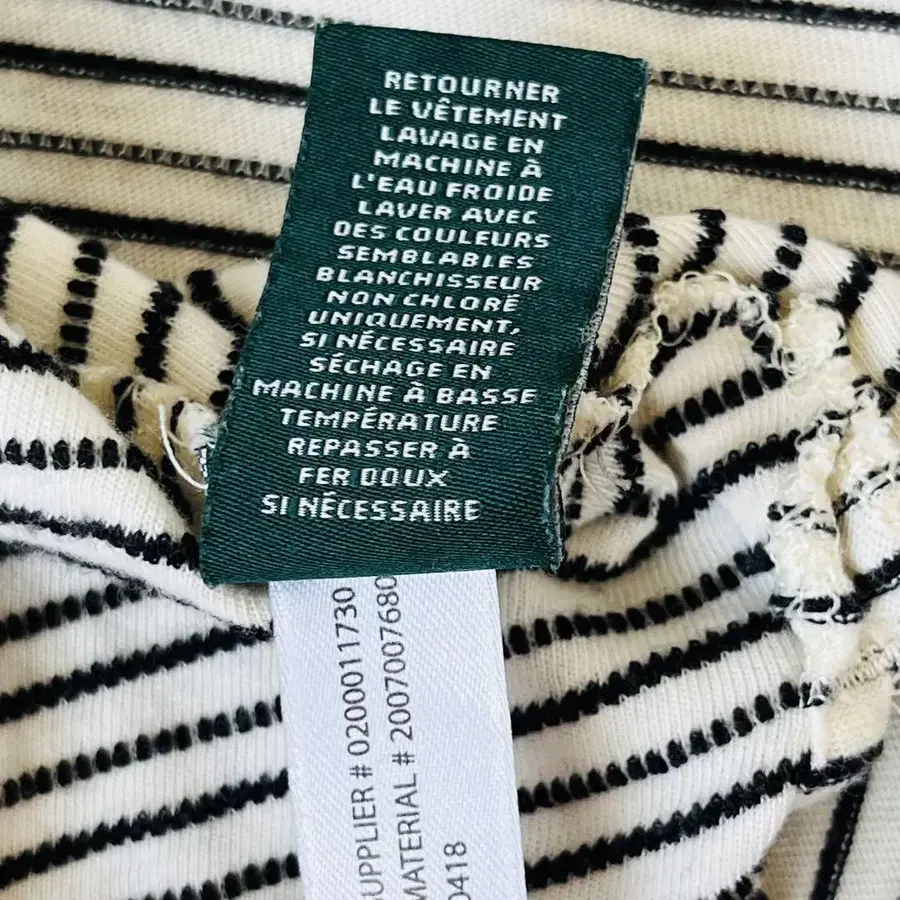 RETOURNER
LE VÊTEMENT
LAVAGE EN
MACHINE À
L'EAU FROIDE
LAVER AVEC
DES COULEURS
SEMBLABLES
BLANCHISSEUR
NON CHLORÉ
UNIQUEMENT,
SI NÉCESSAIRE
SÉCHAGE EN
MACHINE À BASSE
TEMPÉRATURE
REPASSER À
FER DOUX
SI NÉCESSAIRE
SUPPLIER # 0200011730
MATERIAL # 2007007680
0418